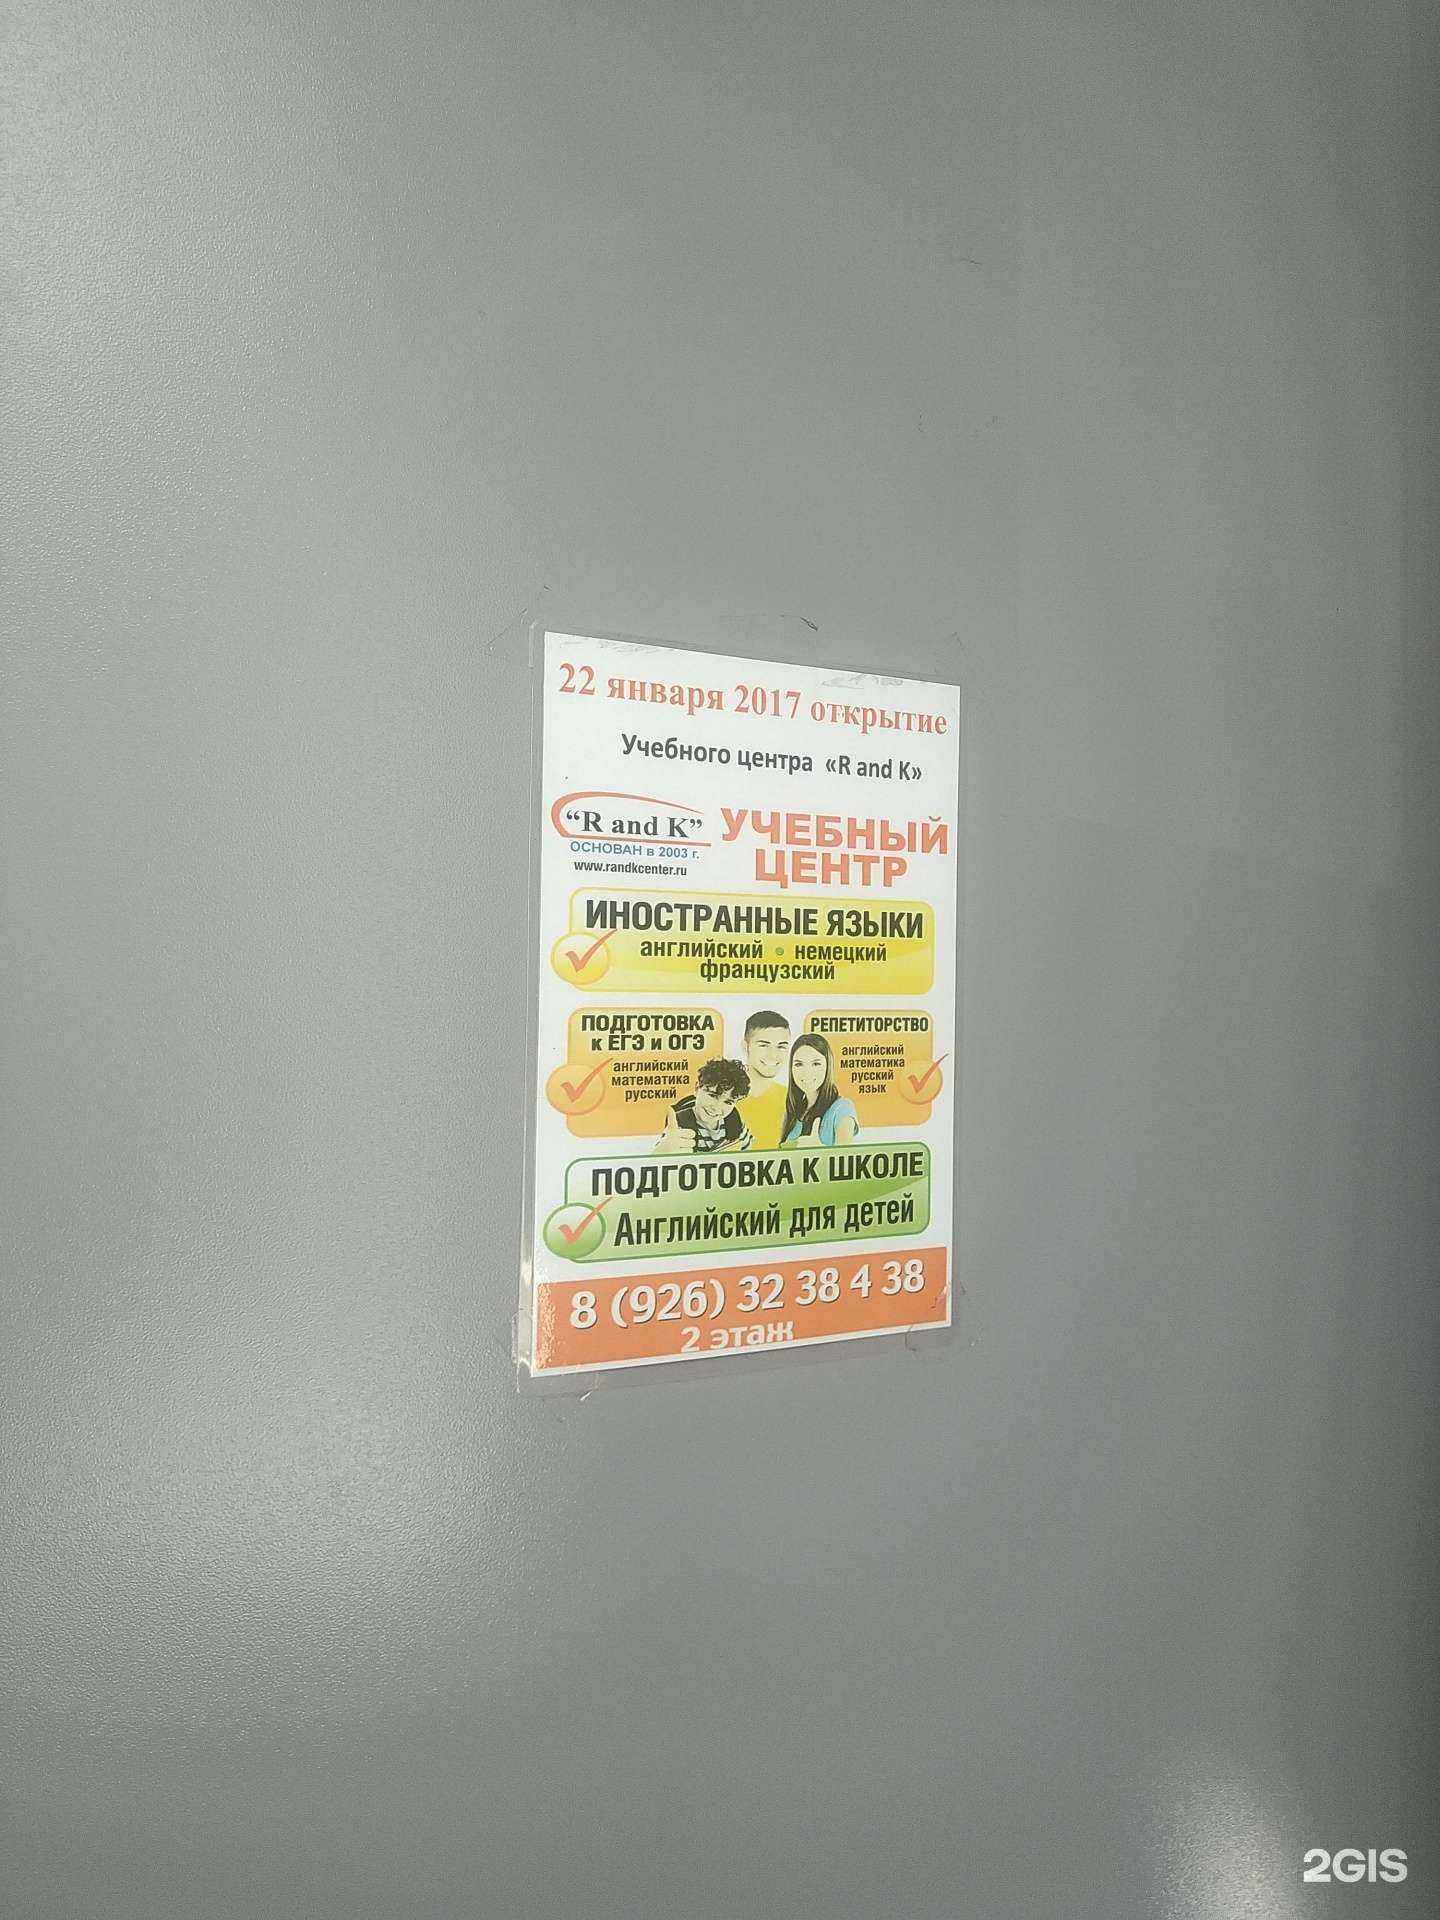 22 января 2017 открытие
Учебного центра «R and K»
“R and K”
ОСНОВАН в 2003 г.
www.randkcenter.ru
УЧЕБНЫЙ
ЦЕНТР
ИНОСТРАННЫЕ ЯЗЫКИ
английский • немецкий
французский
ПОДГОТОВКА
к ЕГЭ и ОГЭ
английский
математика
русский
РЕПЕТИТОРСТВО
английский
математика
русский
язык
ПОДГОТОВКА К ШКОЛЕ
Английский для детей
8 (926) 32 38 4 38
2 этаж
2GIS